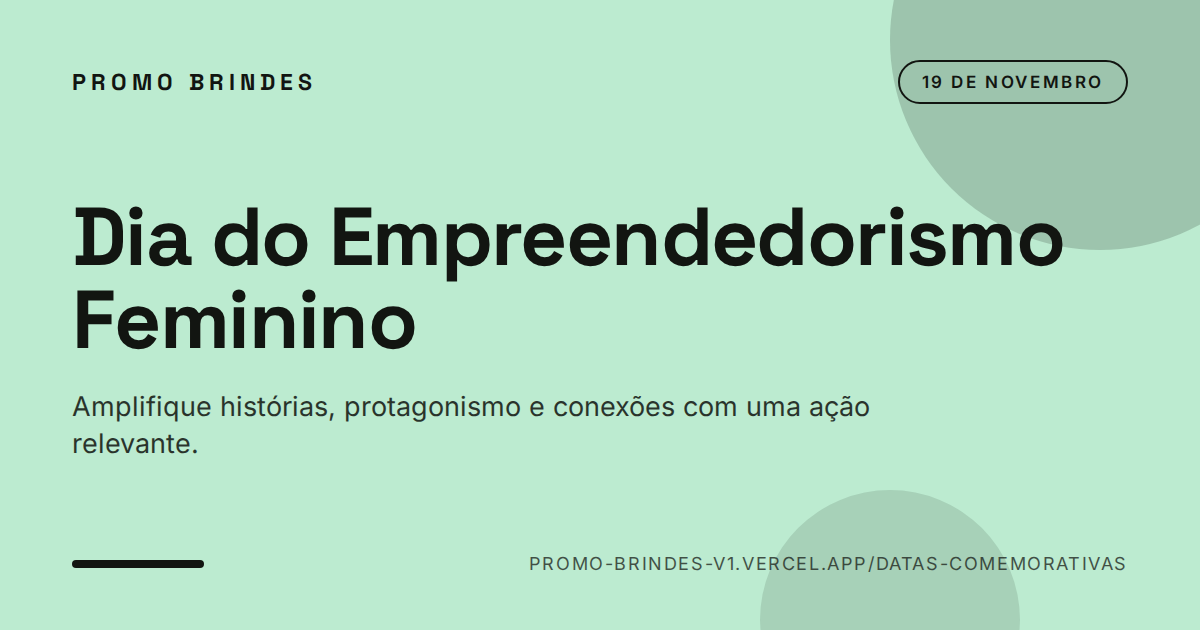 PROMO BRINDES
19 DE NOVEMBRO
Dia do Empreendedorismo
Feminino
Amplifique histórias, protagonismo e conexões com uma ação
relevante.
PROMO-BRINDES-V1.VERCEL.APP/DATAS-COMEMORATIVAS